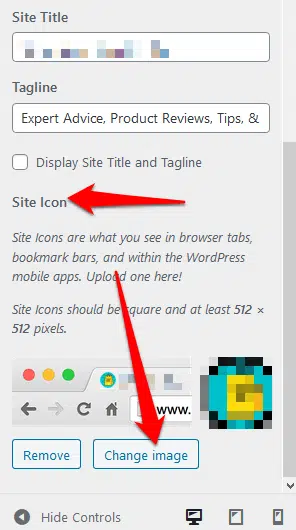 Site Title
Tagline
Expert Advice, Product Reviews, Tips, &
Display Site Title and Tagline
Site Icon
Site Icons are what you see in browser tabs,
bookmark bars, and within the WordPress
mobile apps. Upload one here!
Site Icons should be square and at least 512 ×
512 pixels.
www.
Remove
Change image
Hide Controls